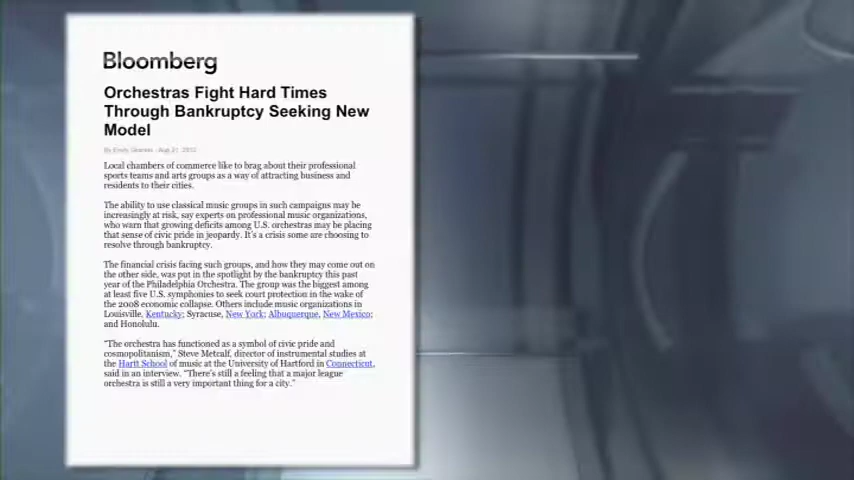 Bloomberg
Orchestras Fight Hard Times
Through Bankruptcy Seeking New
Model
Aug 21, 2012
Local chambers of commerce like to brag about their professional
sports teams and arts groups as a way of attracting business and
residents to their cities.
The ability to use classical music groups in such campaigns may be
increasingly at risk, say experts on professional music organizations,
who warn that growing deficits among U.S. orchestras may be placing
that sense of civic pride in jeopardy. It's a crisis some are choosing to
resolve through bankruptcy.
The financial crisis facing such groups, and how they may come out on
the other side, was put in the spotlight by the bankruptcy this past
year of the Philadelphia Orchestra. The group was the biggest among
at least five U.S. symphonies to seek court protection in the wake of
the 2008 economic collapse. Others include music organizations in
Louisville, Kentucky; Syracuse, New York; Albuquerque, New Mexico;
and Honolulu.
“The orchestra has functioned as a symbol of civic pride and
cosmopolitanism,” Steve Metcalf, director of instrumental studies at
the Hartt School of music at the University of Hartford in Connecticut,
said in an interview. “There's still a feeling that a major league
orchestra is still a very important thing for a city.”